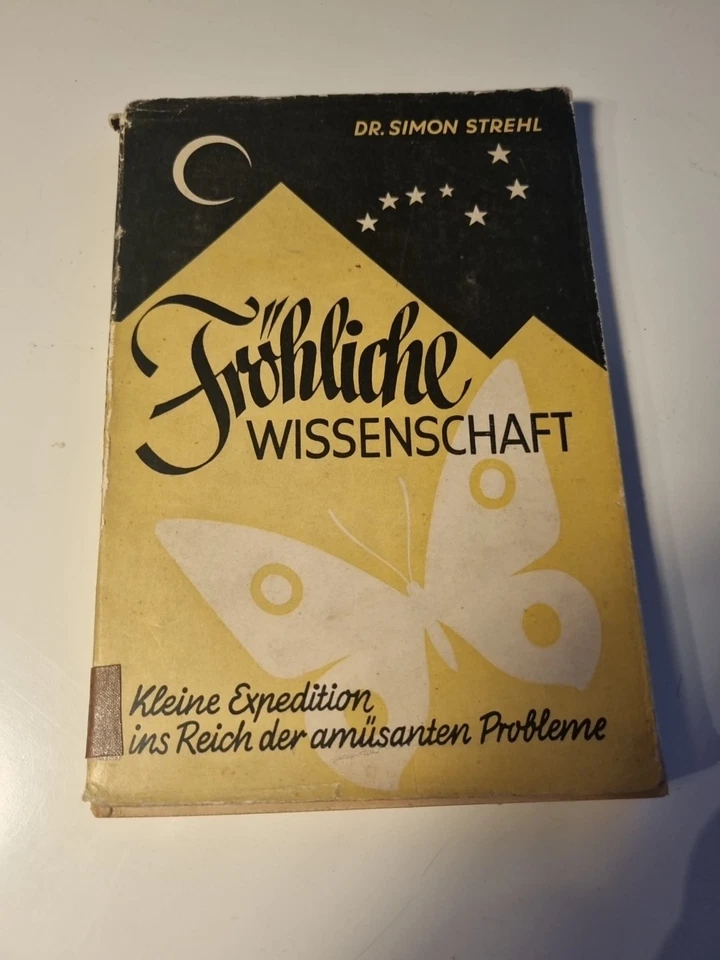 DR. SIMON STREHL
Fröhliche
WISSENSCHAFT
Kleine Expedition
ins Reich der amüsanten Probleme